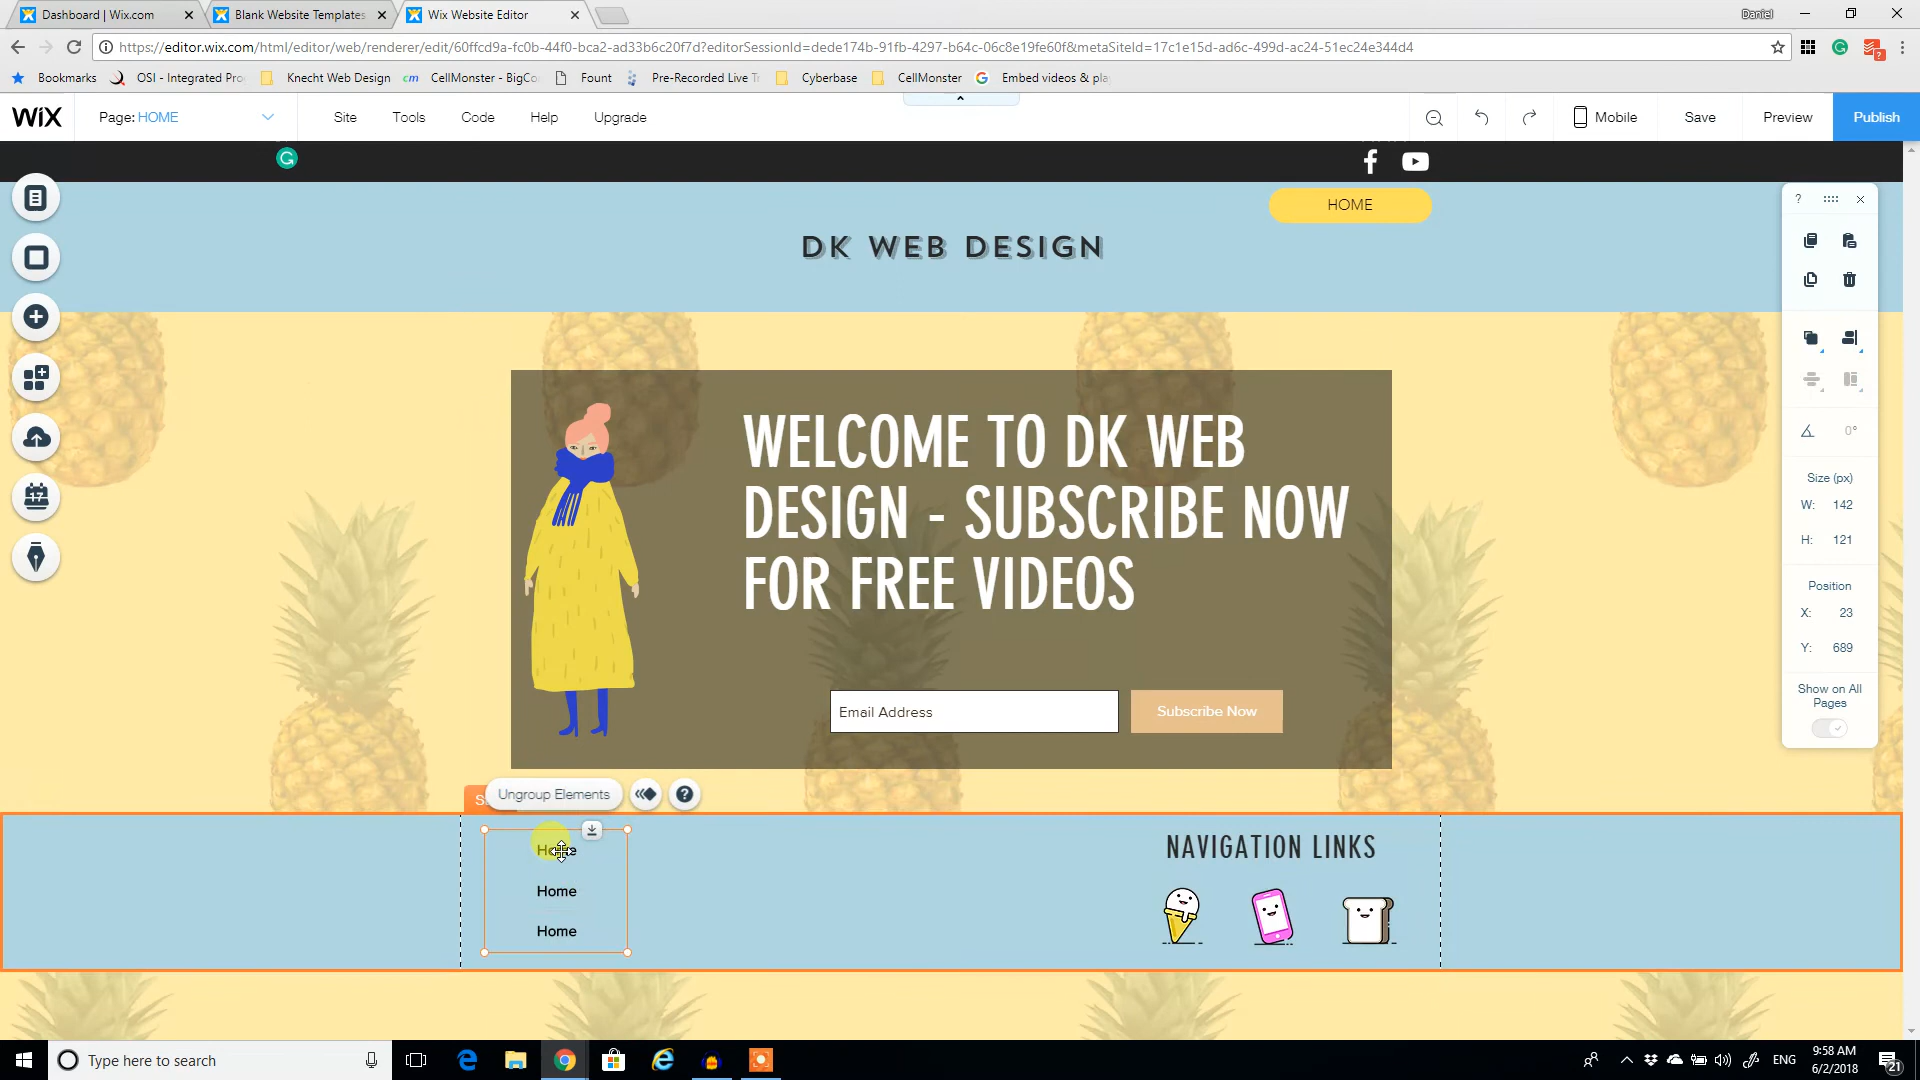 Dashboard | Wix.com
Blank Website Templates
Wix Website Editor
Daniel
https://editor.wix.com/html/editor/web/renderer/edit/60ffcd9a-fc0b-44f0-bca2-ad33b6c20f7d?editorSessionId=dede174b-91fb-4297-b64c-06c8e19fe60f&metaSiteId=17c1e15d-ad6c-499d-ac24-51ec24e344d4
Bookmarks
OSI - Integrated Pro
Knecht Web Design
cm CellMonster - BigCo
Fount
Pre-Recorded Live T
Cyberbase
CellMonster
Embed videos & pla
WiX
Page: HOME
Site
Tools
Code
Help
Upgrade
Mobile
Save
Preview
Publish
HOME
DK WEB DESIGN
WELCOME TO DK WEB
DESIGN - SUBSCRIBE NOW
FOR FREE VIDEOS
Email Address
Subscribe Now
?
0°
Size (px)
W: 142
H: 121
Position
X: 23
Y: 689
Show on All
Pages
17
Ungroup Elements
?
Home
Home
NAVIGATION LINKS
Type here to search
ENG
9:58 AM
6/2/2018
21